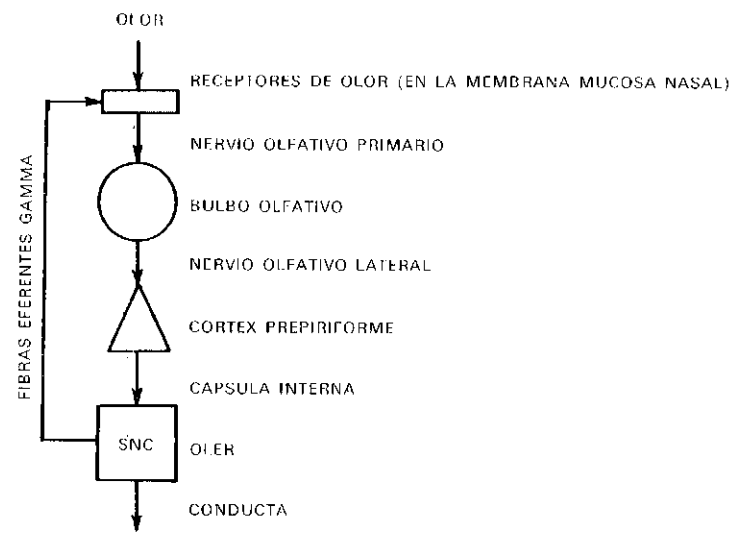 OLOR
RECEPTORES DE OLOR (EN LA MEMBRANA MUCOSA NASAL)
NERVIO OLFATIVO PRIMARIO
BULBO OLFATIVO
NERVIO OLFATIVO LATERAL
CORTEX PREPIRIFORME
CAPSULA INTERNA
FIBRAS EFERENTES GAMMA
SNC
OLER
CONDUCTA